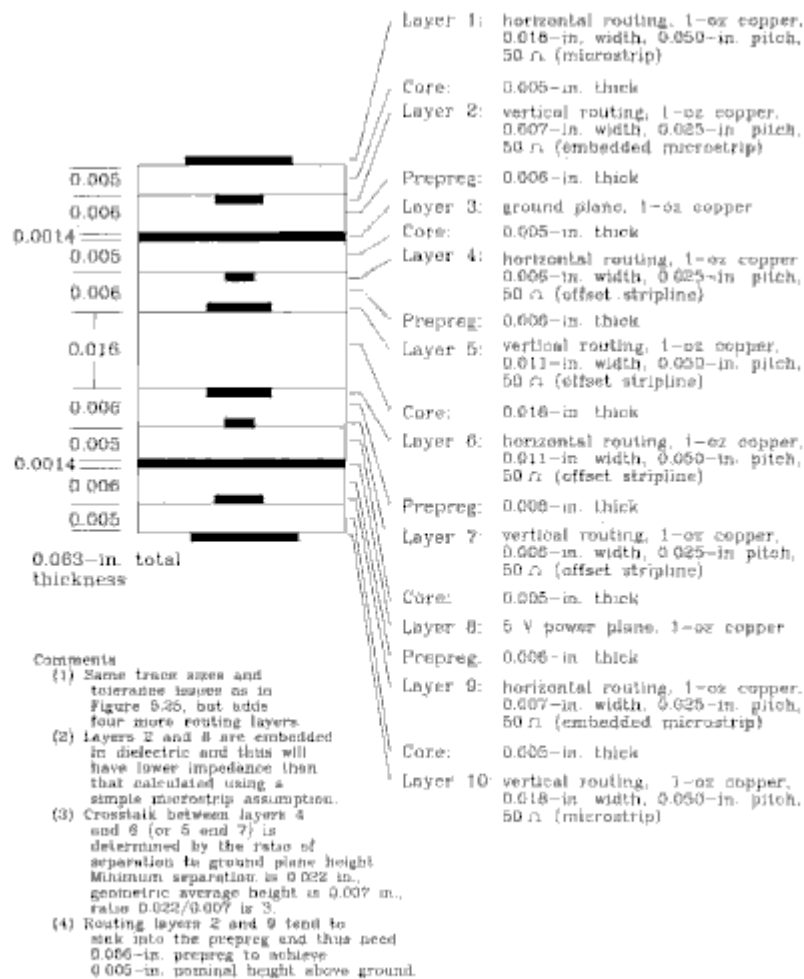 Layer 1: horizontal routing, 1-oz copper,
0.018-in. width, 0.050-in. pitch,
50 Ω (microstrip)
Core: 0.005-in. thick
Layer 2: vertical routing, 1-oz copper,
0.007-in. width, 0.025-in pitch,
50 Ω (embedded microstrip)
Prepreg: 0.006-in. thick
Layer 3: ground plane, 1-oz copper
Core: 0.005-in. thick
Layer 4: horizontal routing, 1-oz copper
0.006-in. width, 0.025-in pitch,
50 Ω (offset stripline)
Prepreg: 0.006-in. thick
Layer 5: vertical routing, 1-oz copper,
0.011-in. width, 0.050-in. pitch,
50 Ω (offset stripline)
Core: 0.016-in thick
Layer 6: horizontal routing, 1-oz copper,
0.011-in width, 0.050-in. pitch,
50 Ω (offset stripline)
Prepreg: 0.006-in. thick
Layer 7: vertical routing, 1-oz copper,
0.006-in. width, 0.025-in pitch,
50 Ω (offset stripline)
Core: 0.005-in. thick
Layer 8: 5 V power plane, 1-oz copper
Prepreg. 0.006-in thick
Layer 9: horizontal routing, 1-oz copper.
0.007-in width, 0.025-in pitch,
50 Ω (embedded microstrip)
Core: 0.005-in. thick
Layer 10: vertical routing, 1-oz copper,
0.018-in width, 0.050-in. pitch,
50 Ω (microstrip)
0.005
0.006
0.0014
0.005
0.006
0.016
0.006
0.005
0.0014
0.006
0.005
0.063-in. total
thickness
Comments
(1) Same trace sizes and
tolerance issues as in
Figure 5.25, but adds
four more routing layers
(2) Layers 2 and 8 are embedded
in dielectric and thus will
have lower impedance than
that calculated using a
simple microstrip assumption.
(3) Crosstalk between layers 4
and 6 (or 5 and 7) is
determined by the ratio of
separation to ground plane height
Minimum separation is 0.022 in.,
geometric average height is 0.007 in.,
ratio 0.022/0.007 is 3.
(4) Routing layers 2 and 9 tend to
sink into the prepreg and thus need
0.006-in. prepreg to achieve
0.005-in. nominal height above ground.